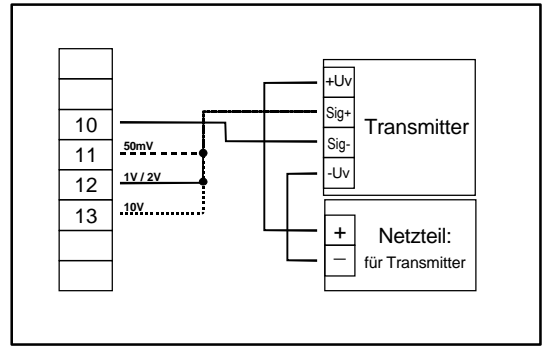 10
11
12
13
50mV
1V / 2V
10V
+Uv
Sig+
Sig-
-Uv
Transmitter
+
–
Netzteil:
für Transmitter